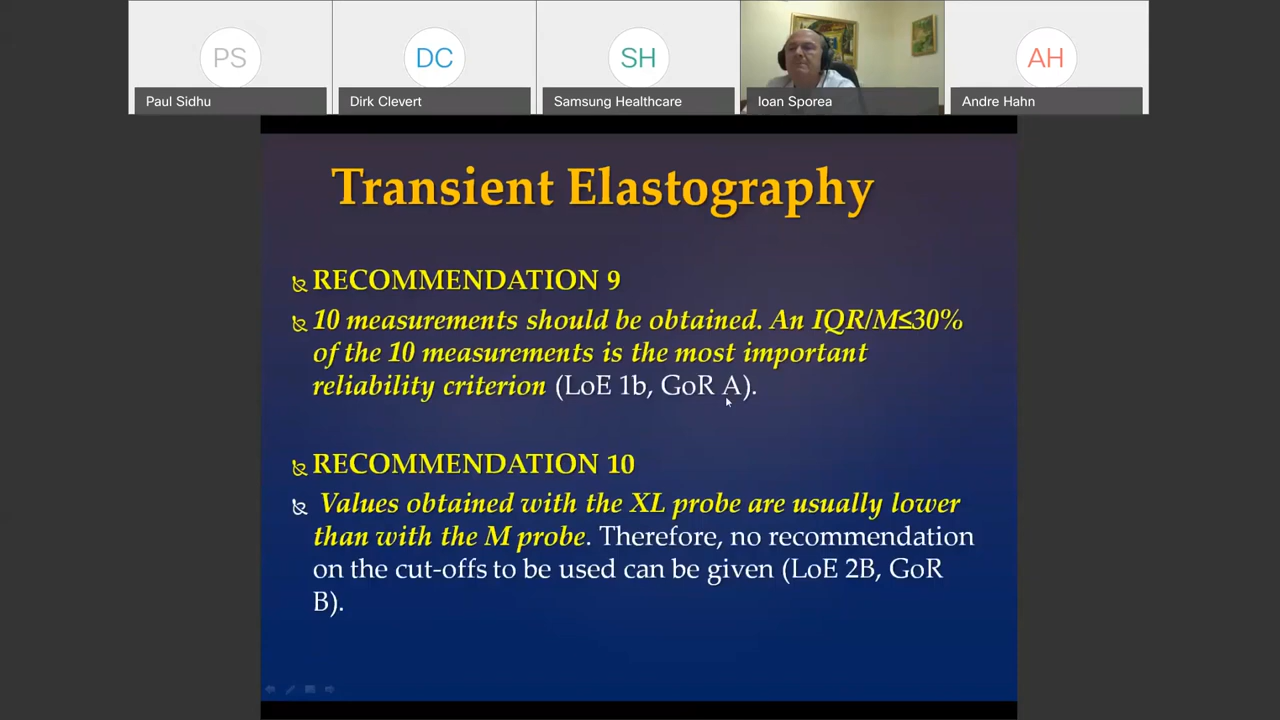 PS
DC
SH
AH
Paul Sidhu
Dirk Clevert
Samsung Healthcare
Ioan Sporea
Andre Hahn
Transient Elastography
RECOMMENDATION 9
10 measurements should be obtained. An IQR/M≤30%
of the 10 measurements is the most important
reliability criterion (LoE 1b, GoR A).
RECOMMENDATION 10
Values obtained with the XL probe are usually lower
than with the M probe. Therefore, no recommendation
on the cut-offs to be used can be given (LoE 2B, GoR
B).